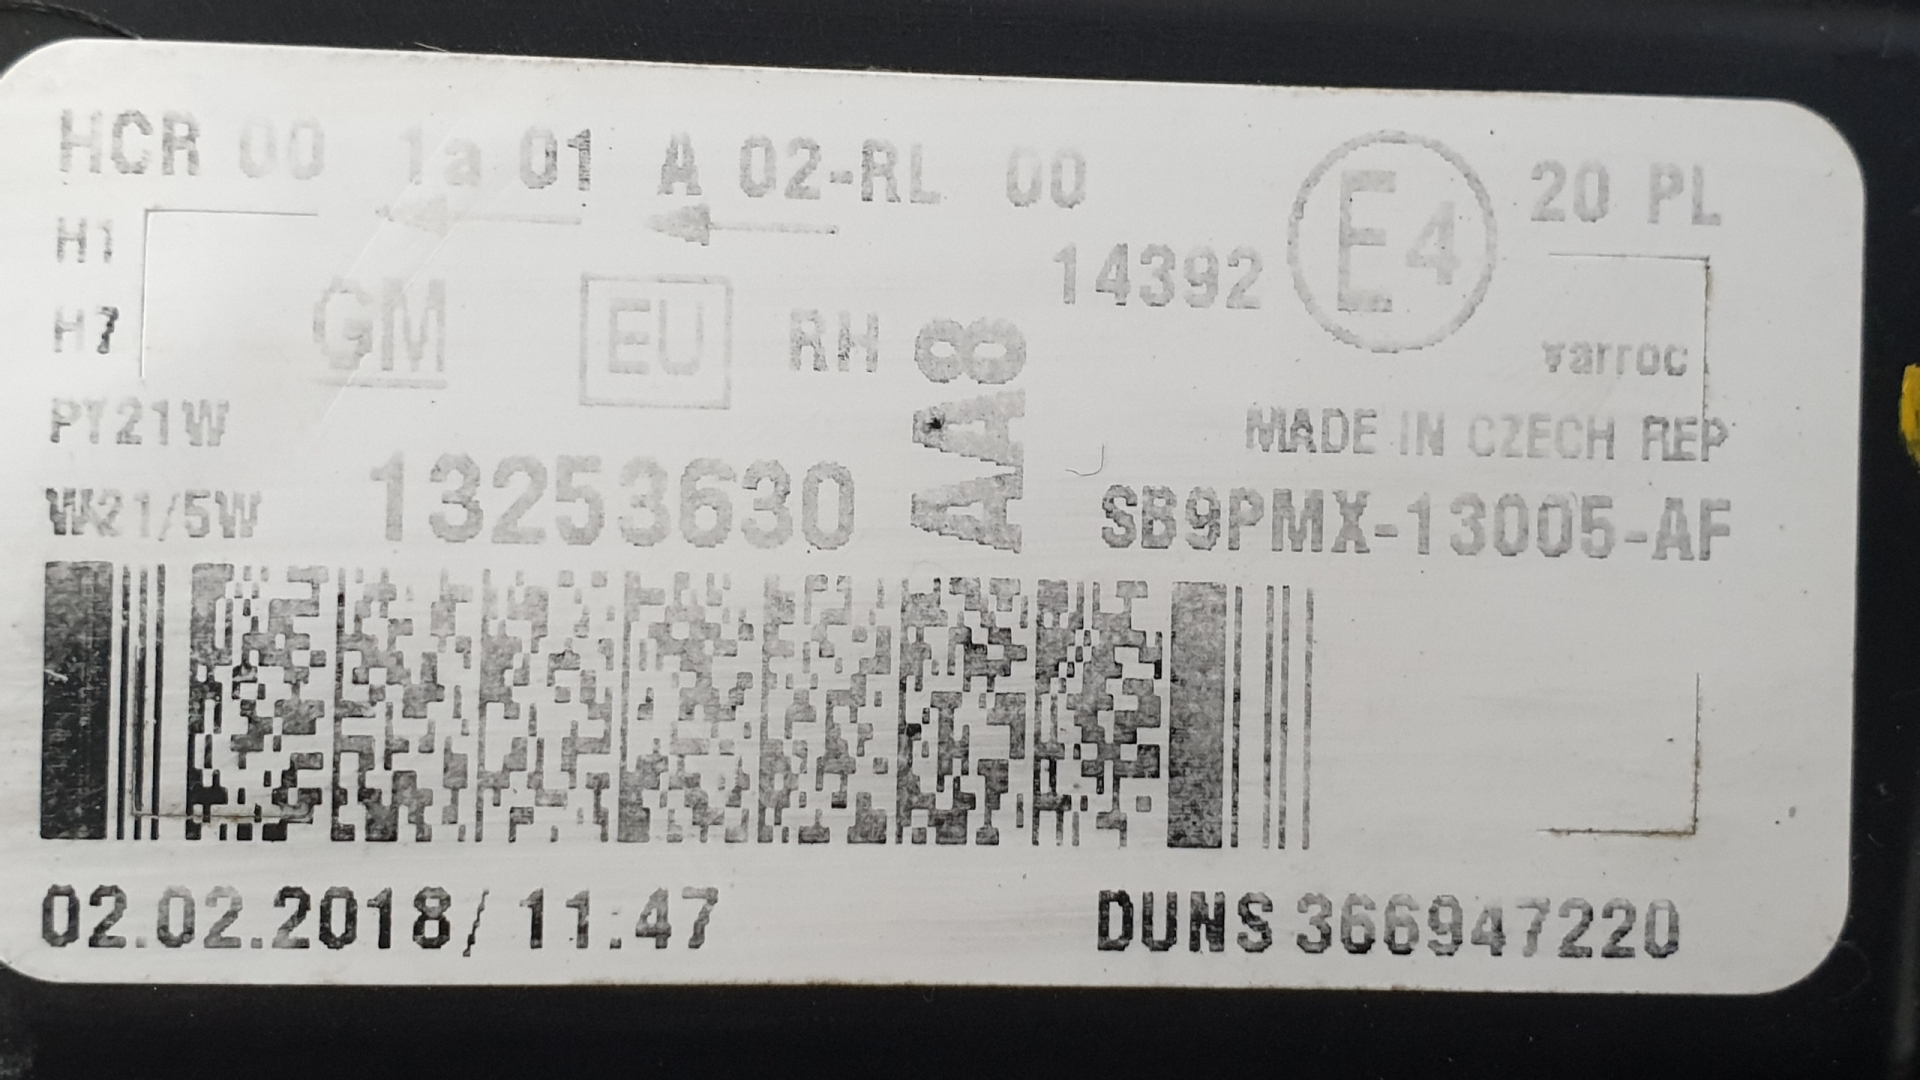 HCR 00 1a 01 A 02-RL 00 20 PL
H1
E4
14392
H7
GM EU RH AA8
varroc
PY21W
MADE IN CZECH REP
W21/5W 13253630 SB9PMX-13005-AF
02.02.2018/ 11:47 DUNS 366947220